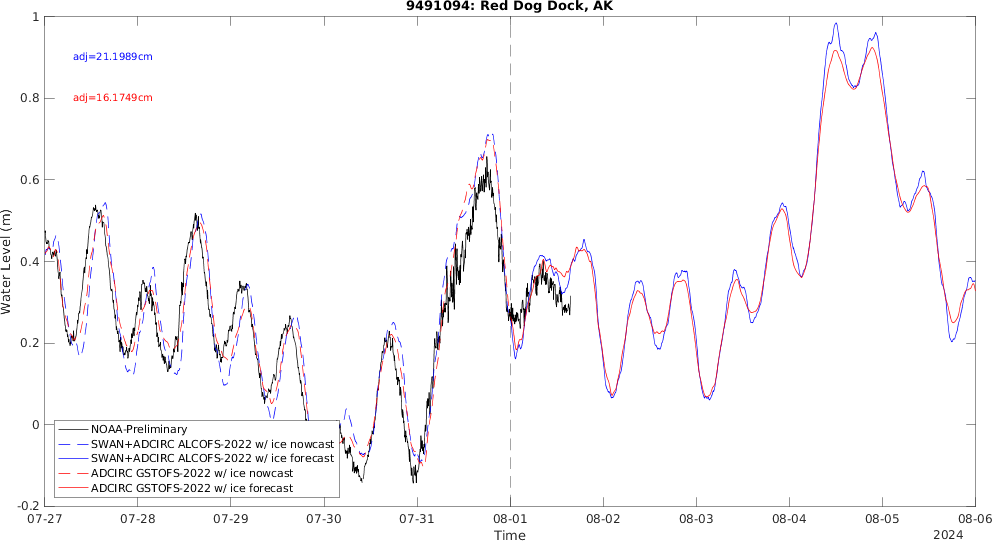 9491094: Red Dog Dock, AK
adj=21.1989cm
adj=16.1749cm
Water Level (m)
1
0.8
0.6
0.4
0.2
0
-0.2
NOAA-Preliminary
SWAN+ADCIRC ALCOFS-2022 w/ ice nowcast
SWAN+ADCIRC ALCOFS-2022 w/ ice forecast
ADCIRC GSTOFS-2022 w/ ice nowcast
ADCIRC GSTOFS-2022 w/ ice forecast
07-27 07-28 07-29 07-30 07-31 08-01 08-02 08-03 08-04 08-05 08-06
Time
2024